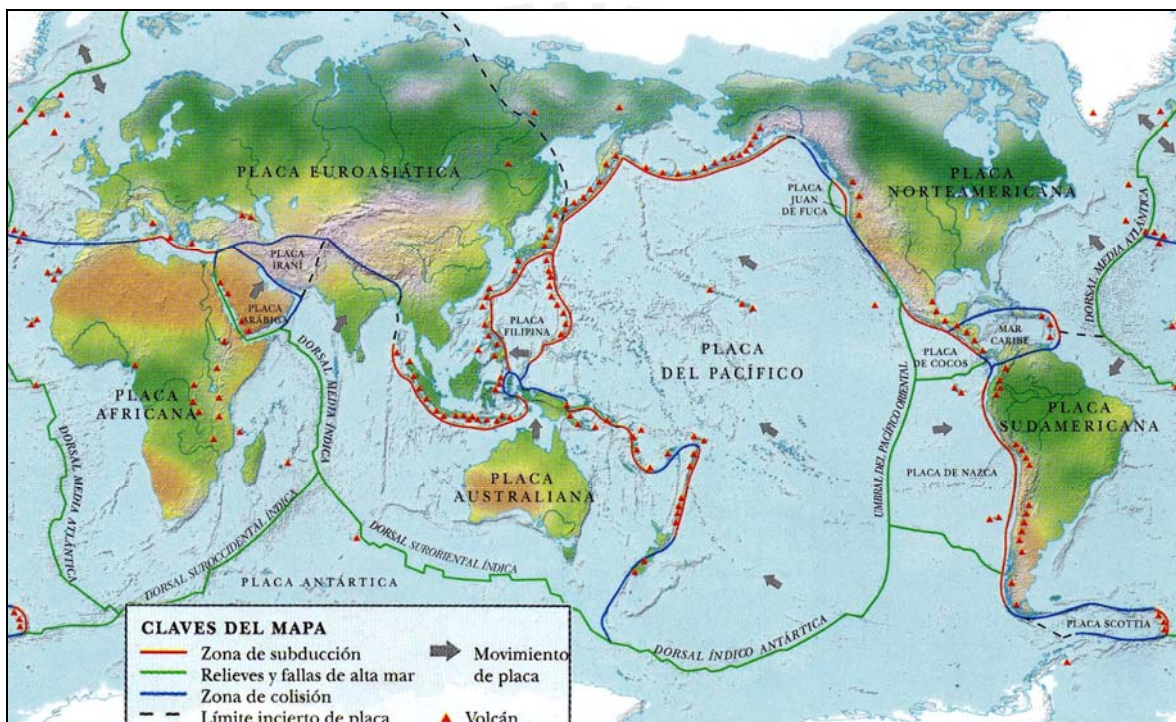 PLACA EUROASIÁTICA
PLACA
NORTEAMERICANA
PLACA
JUAN
DE FUCA
PLACA
IRANÍ
PLACA
ARÁBIGA
PLACA
FILIPINA
PLACA
DEL PACÍFICO
PLACA
DE COCOS
MAR
CARIBE
DORSAL MEDIA ATLÁNTICA
PLACA
AFRICANA
DORSAL MEDIA ÍNDICA
PLACA
SUDAMERICANA
PLACA
AUSTRALIANA
PLACA DE NAZCA
UMBRAL DEL PACÍFICO ORIENTAL
DORSAL MEDIA ATLÁNTICA
DORSAL SUROCCIDENTAL ÍNDICA
DORSAL SURORIENTAL ÍNDICA
PLACA ANTÁRTICA
DORSAL ÍNDICO ANTÁRTICA
PLACA SCOTTIA
CLAVES DEL MAPA
Zona de subducción
Relieves y fallas de alta mar
Zona de colisión
Límite incierto de placa
Movimiento
de placa
Volcán